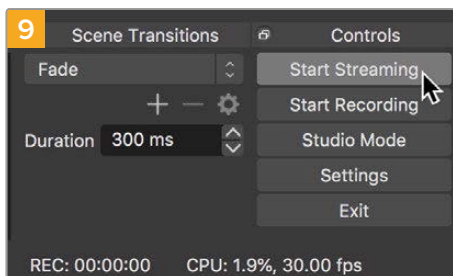 9
Scene Transitions
Controls
Fade
Start Streaming
Start Recording
Duration 300 ms
Studio Mode
Settings
Exit
REC: 00:00:00 CPU: 1.9%, 30.00 fps